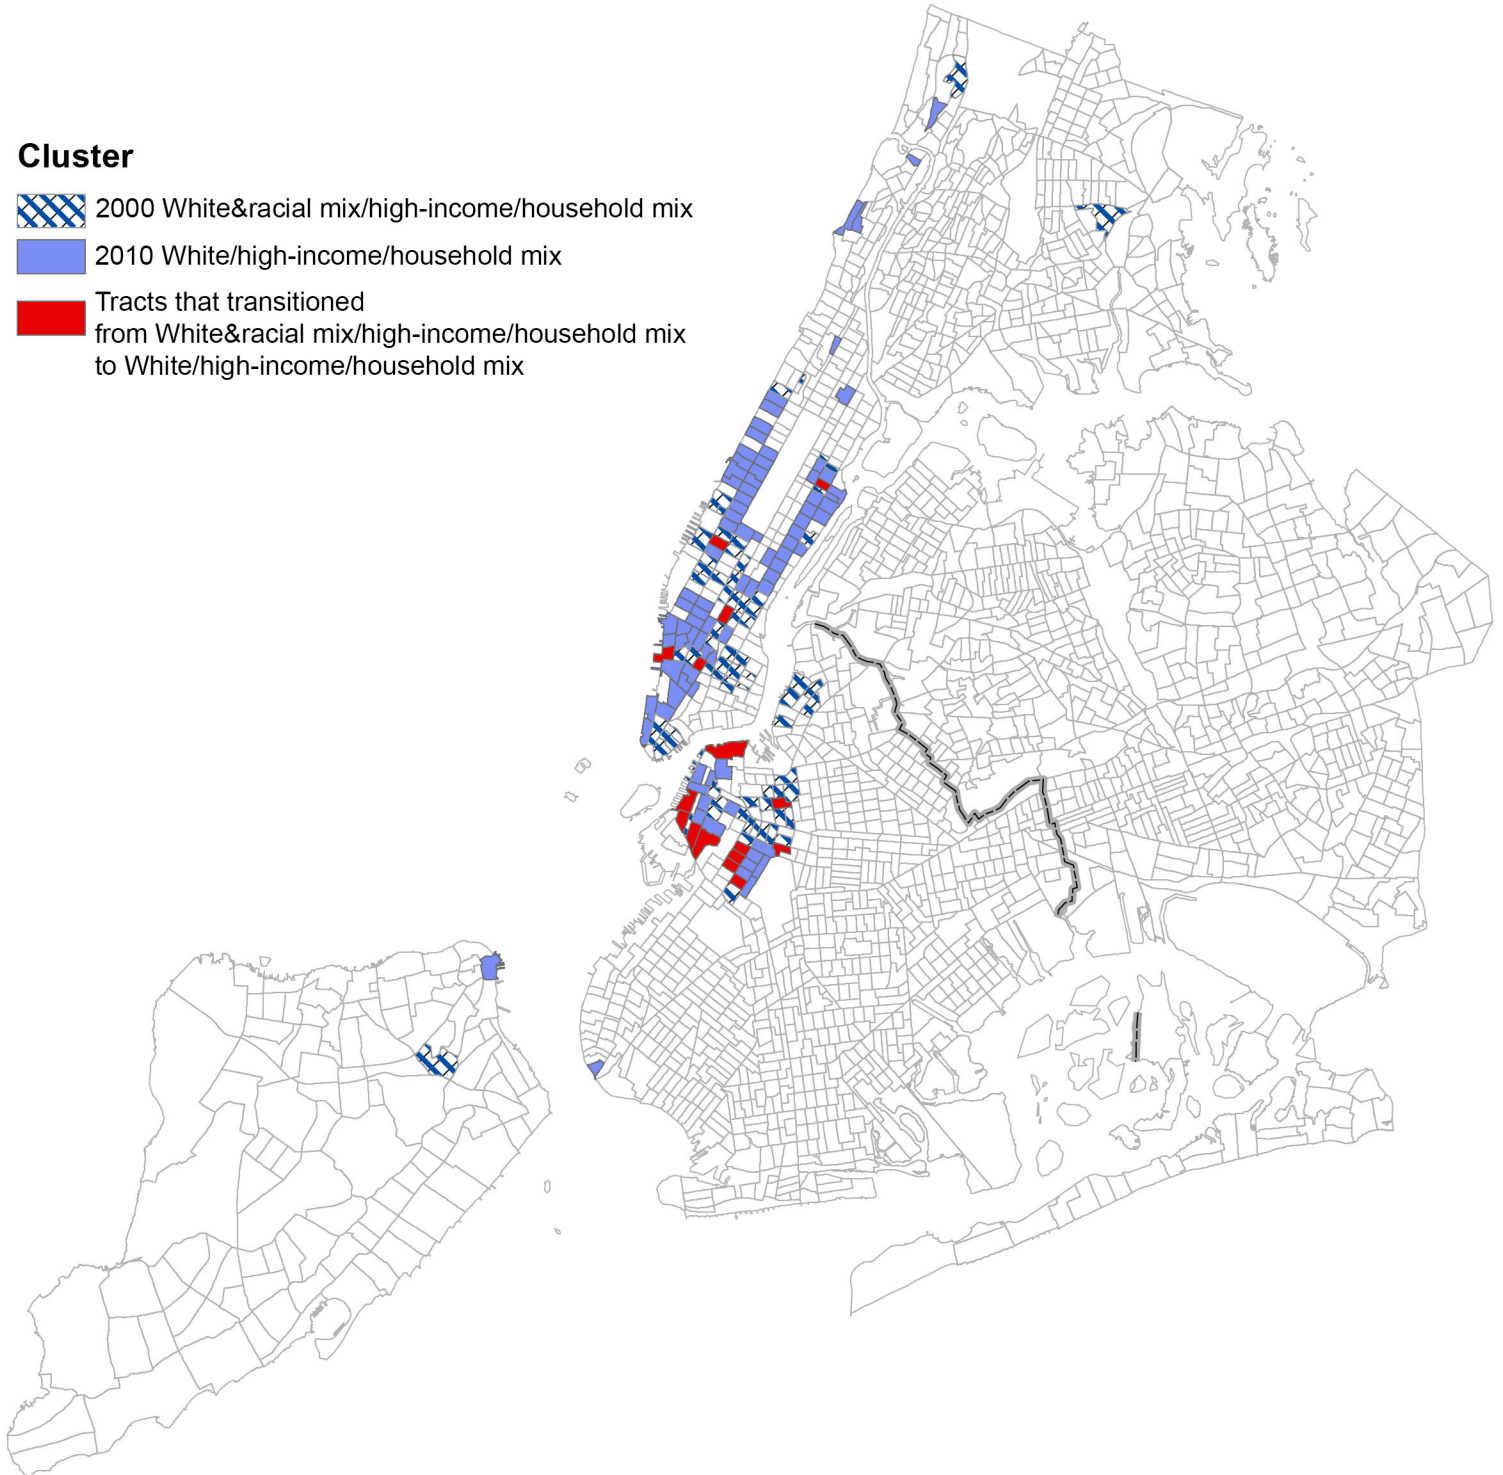 Cluster
2000 White&racial mix/high-income/household mix
2010 White/high-income/household mix
Tracts that transitioned
from White&racial mix/high-income/household mix
to White/high-income/household mix